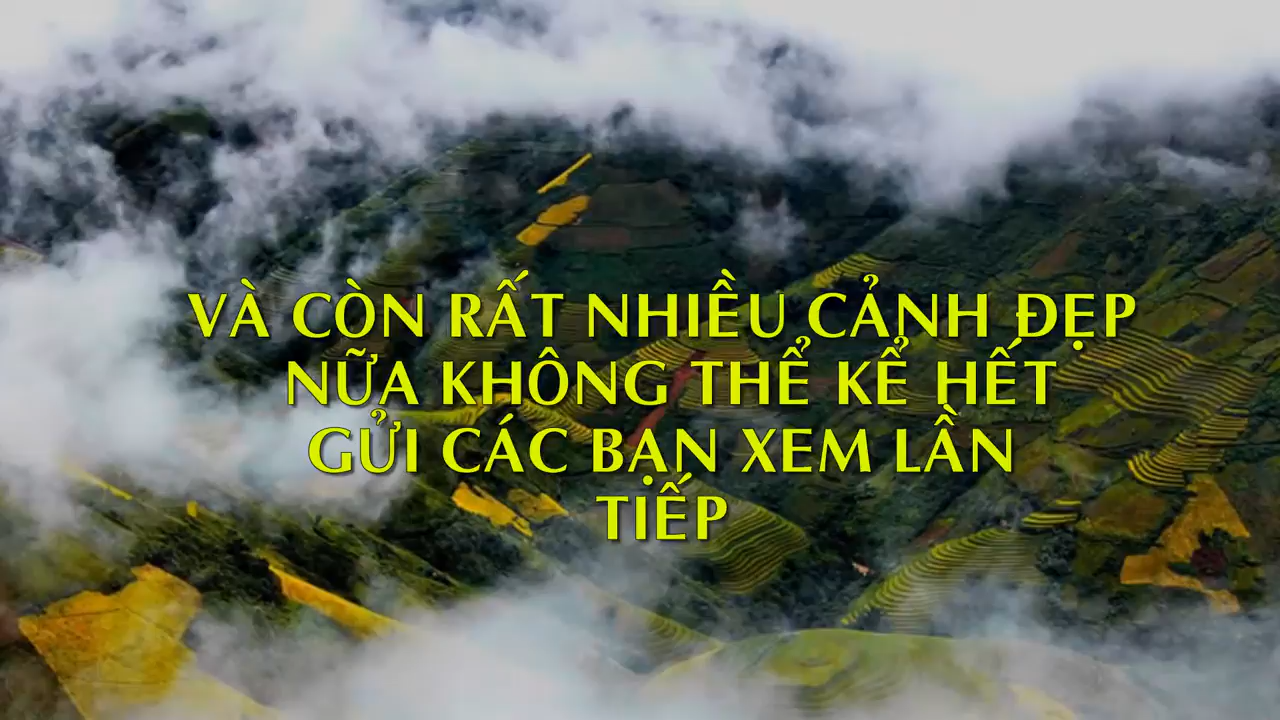 VÀ CÒN RẤT NHIỀU CẢNH ĐẸP
NỮA KHÔNG THỂ KỂ HẾT
GỬI CÁC BẠN XEM LẦN
TIẾP